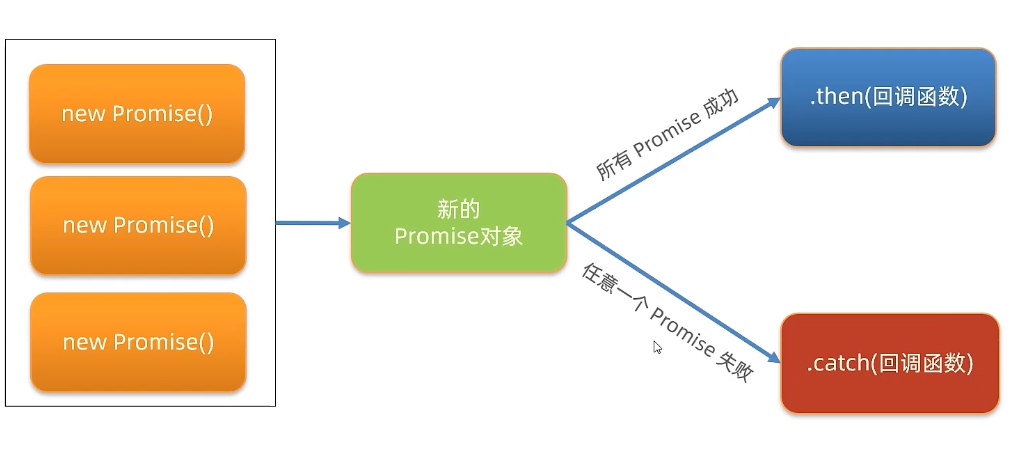 new Promise()
new Promise()
new Promise()
新的
Promise对象
所有 Promise 成功
任意一个 Promise 失败
.then(回调函数)
.catch(回调函数)